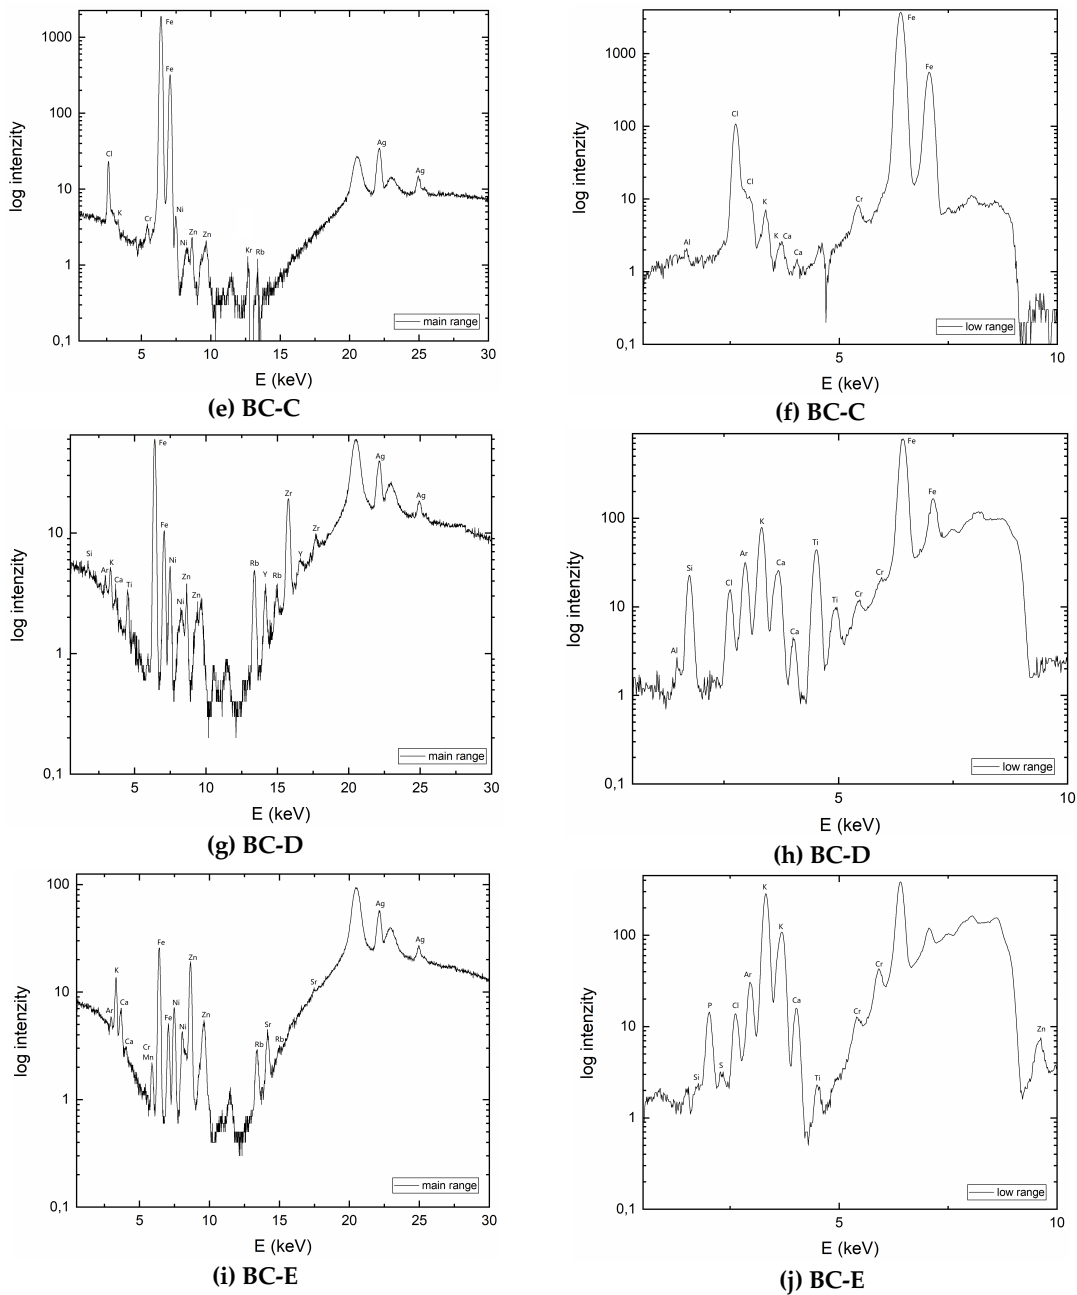 log intenzity
1000
100
10
1
0,1
Fe
Fe
Cl
K
Cr
Ni
Ni
Zn
Zn
Kr
Rb
Ag
Ag
main range
5
10
15
20
25
30
E (keV)
(e) BC-C
log intenzity
1000
100
10
1
0,1
Fe
Fe
Cl
Cl
Al
K
K
Ca
Ca
Cr
low range
5
10
E (keV)
(f) BC-C
log intenzity
10
1
0,1
Fe
Fe
Si
Ar
K
Ca
Ti
Ni
Ni
Zn
Zn
Rb
Y
Rb
Zr
Y
Zr
Ag
Ag
main range
5
10
15
20
25
30
E (keV)
(g) BC-D
log intenzity
100
10
1
0,1
Al
Si
Cl
Ar
K
Ca
Ca
Ti
Ti
Cr
Cr
Fe
Fe
low range
5
10
E (keV)
(h) BC-D
log intenzity
100
10
1
0,1
Ar
K
Ca
Ca
Cr
Mn
Fe
Fe
Ni
Ni
Zn
Zn
Rb
Sr
Rb
Sr
Ag
Ag
main range
5
10
15
20
25
30
E (keV)
(i) BC-E
log intenzity
100
10
1
0,1
Si
P
S
Cl
Ar
K
K
Ca
Ti
Cr
Cr
Zn
low range
5
10
E (keV)
(j) BC-E